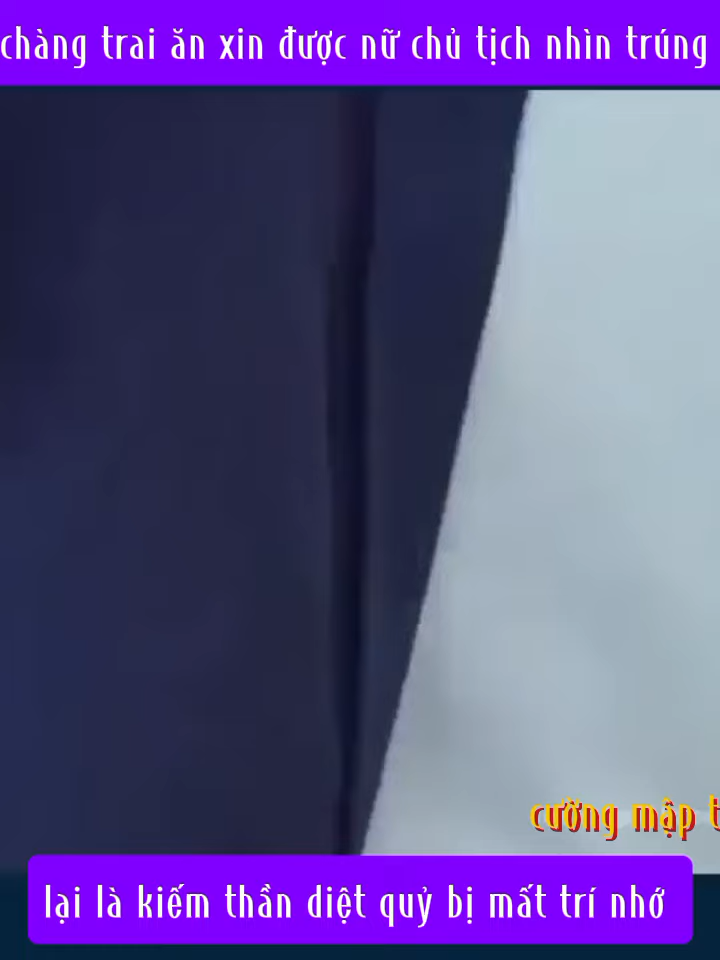 chàng trai ăn xin được nữ chủ tịch nhìn trúng
cường mập
lại là kiếm thần diệt quỷ bị mất trí nhớ